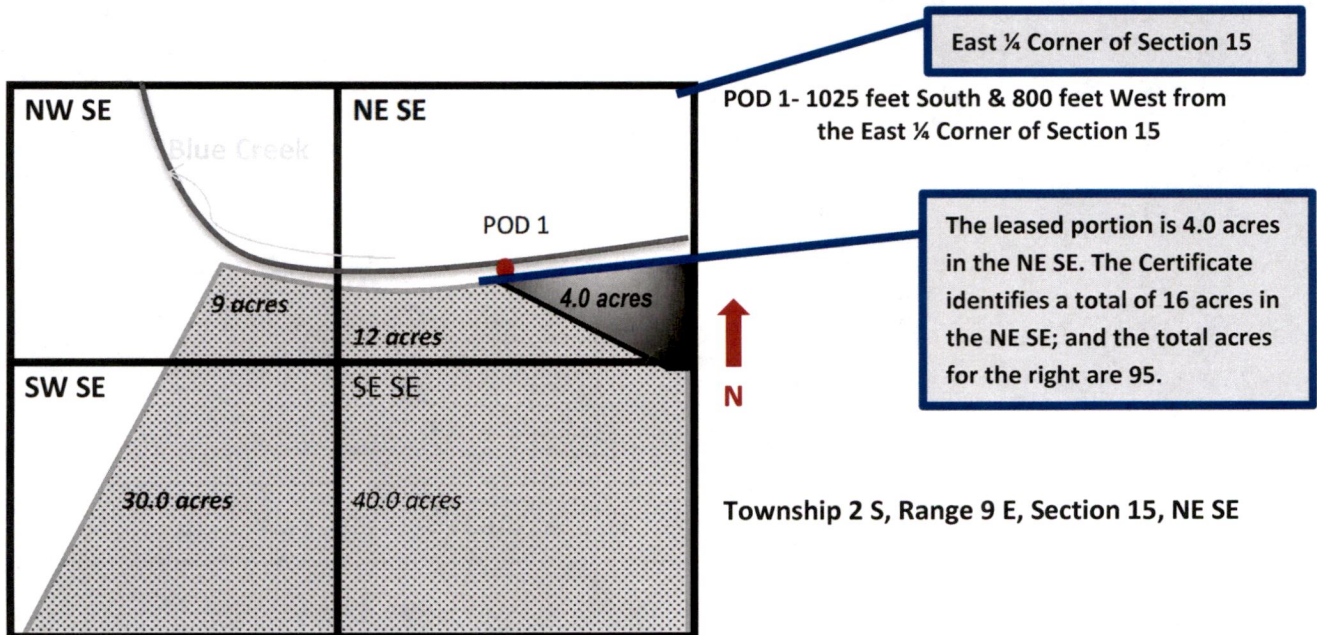 East ¼ Corner of Section 15
NW SE
NE SE
POD 1- 1025 feet South & 800 feet West from
the East ¼ Corner of Section 15
Blue Creek
POD 1
The leased portion is 4.0 acres
in the NE SE. The Certificate
identifies a total of 16 acres in
the NE SE; and the total acres
for the right are 95.
9 acres
4.0 acres
12 acres
N
SW SE
SE SE
30.0 acres
40.0 acres
Township 2 S, Range 9 E, Section 15, NE SE